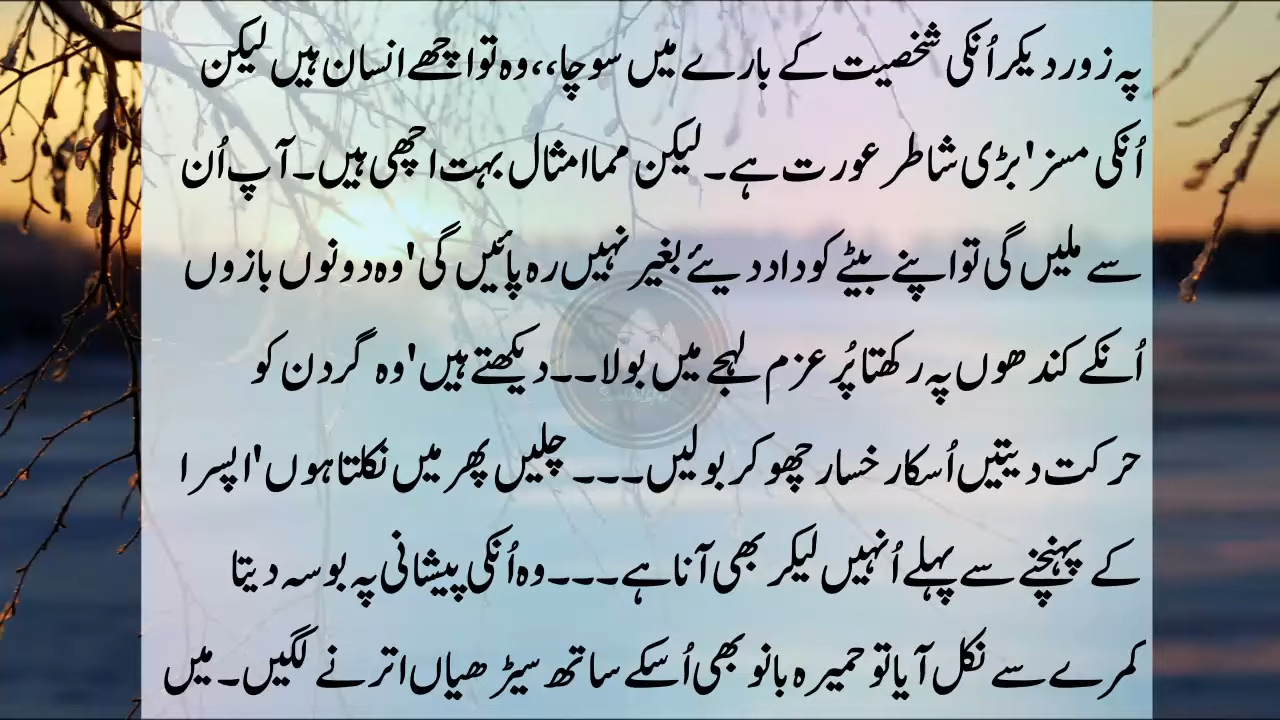 پہ زور دیکر اُنکی شخصیت کے بارے میں سوچا،،وہ تو اچھے انسان ہیں لیکن
اُنکی مسز' بڑی شاطر عورت ہے۔ لیکن مما امثال بہت اچھی ہیں۔ آپ اُن
سے ملیں گی تو اپنے بیٹے کو داد دیئے بغیر نہیں رہ پائیں گی' وہ دونوں بازوں
اُنکے کندھوں پہ رکھتا پُر عزم لہجے میں بولا۔۔دیکھتے ہیں' وہ گردن کو
حرکت دیتیں اُسکا رخسار چھو کر بولیں۔۔۔ چلیں پھر میں نکلتا ہوں' اپسرا
کے پہنچنے سے پہلے اُنہیں لیکر بھی آنا ہے۔۔۔وہ اُنکی پیشانی پہ بوسہ دیتا
کمرے سے نکل آیا تو حمیرہ بانو بھی اُسکے ساتھ سیڑھیاں اترنے لگیں۔ میں